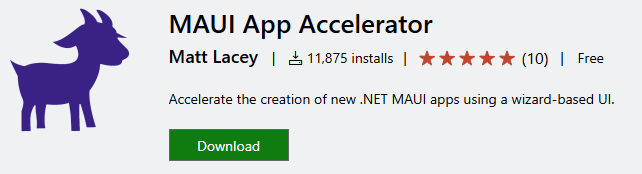 MAUI App Accelerator
Matt Lacey | 11,875 installs | (10) | Free
Accelerate the creation of new .NET MAUI apps using a wizard-based UI.
Download